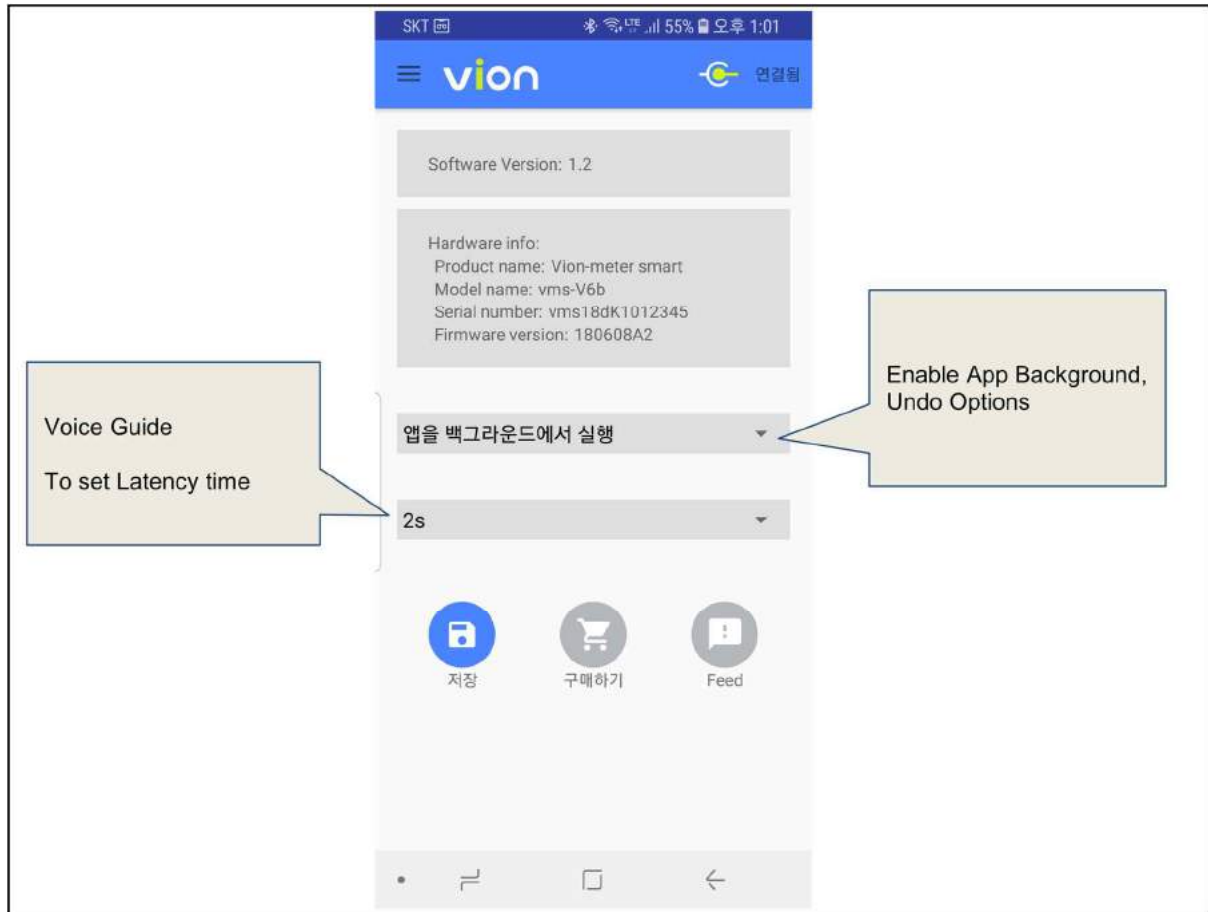 SKT LTE 55% 오후 1:01
vion 연결됨
Software Version: 1.2
Hardware info:
Product name: Vion-meter smart
Model name: vms-V6b
Serial number: vms18dK1012345
Firmware version: 180608A2
Enable App Background,
Undo Options
Voice Guide
To set Latency time
앱을 백그라운드에서 실행
2s
저장 구매하기 Feed